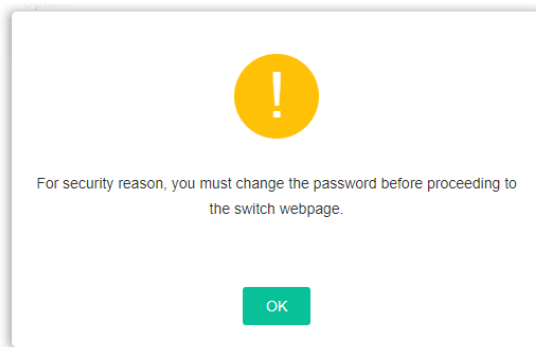 !
For security reason, you must change the password before proceeding to
the switch webpage.
OK